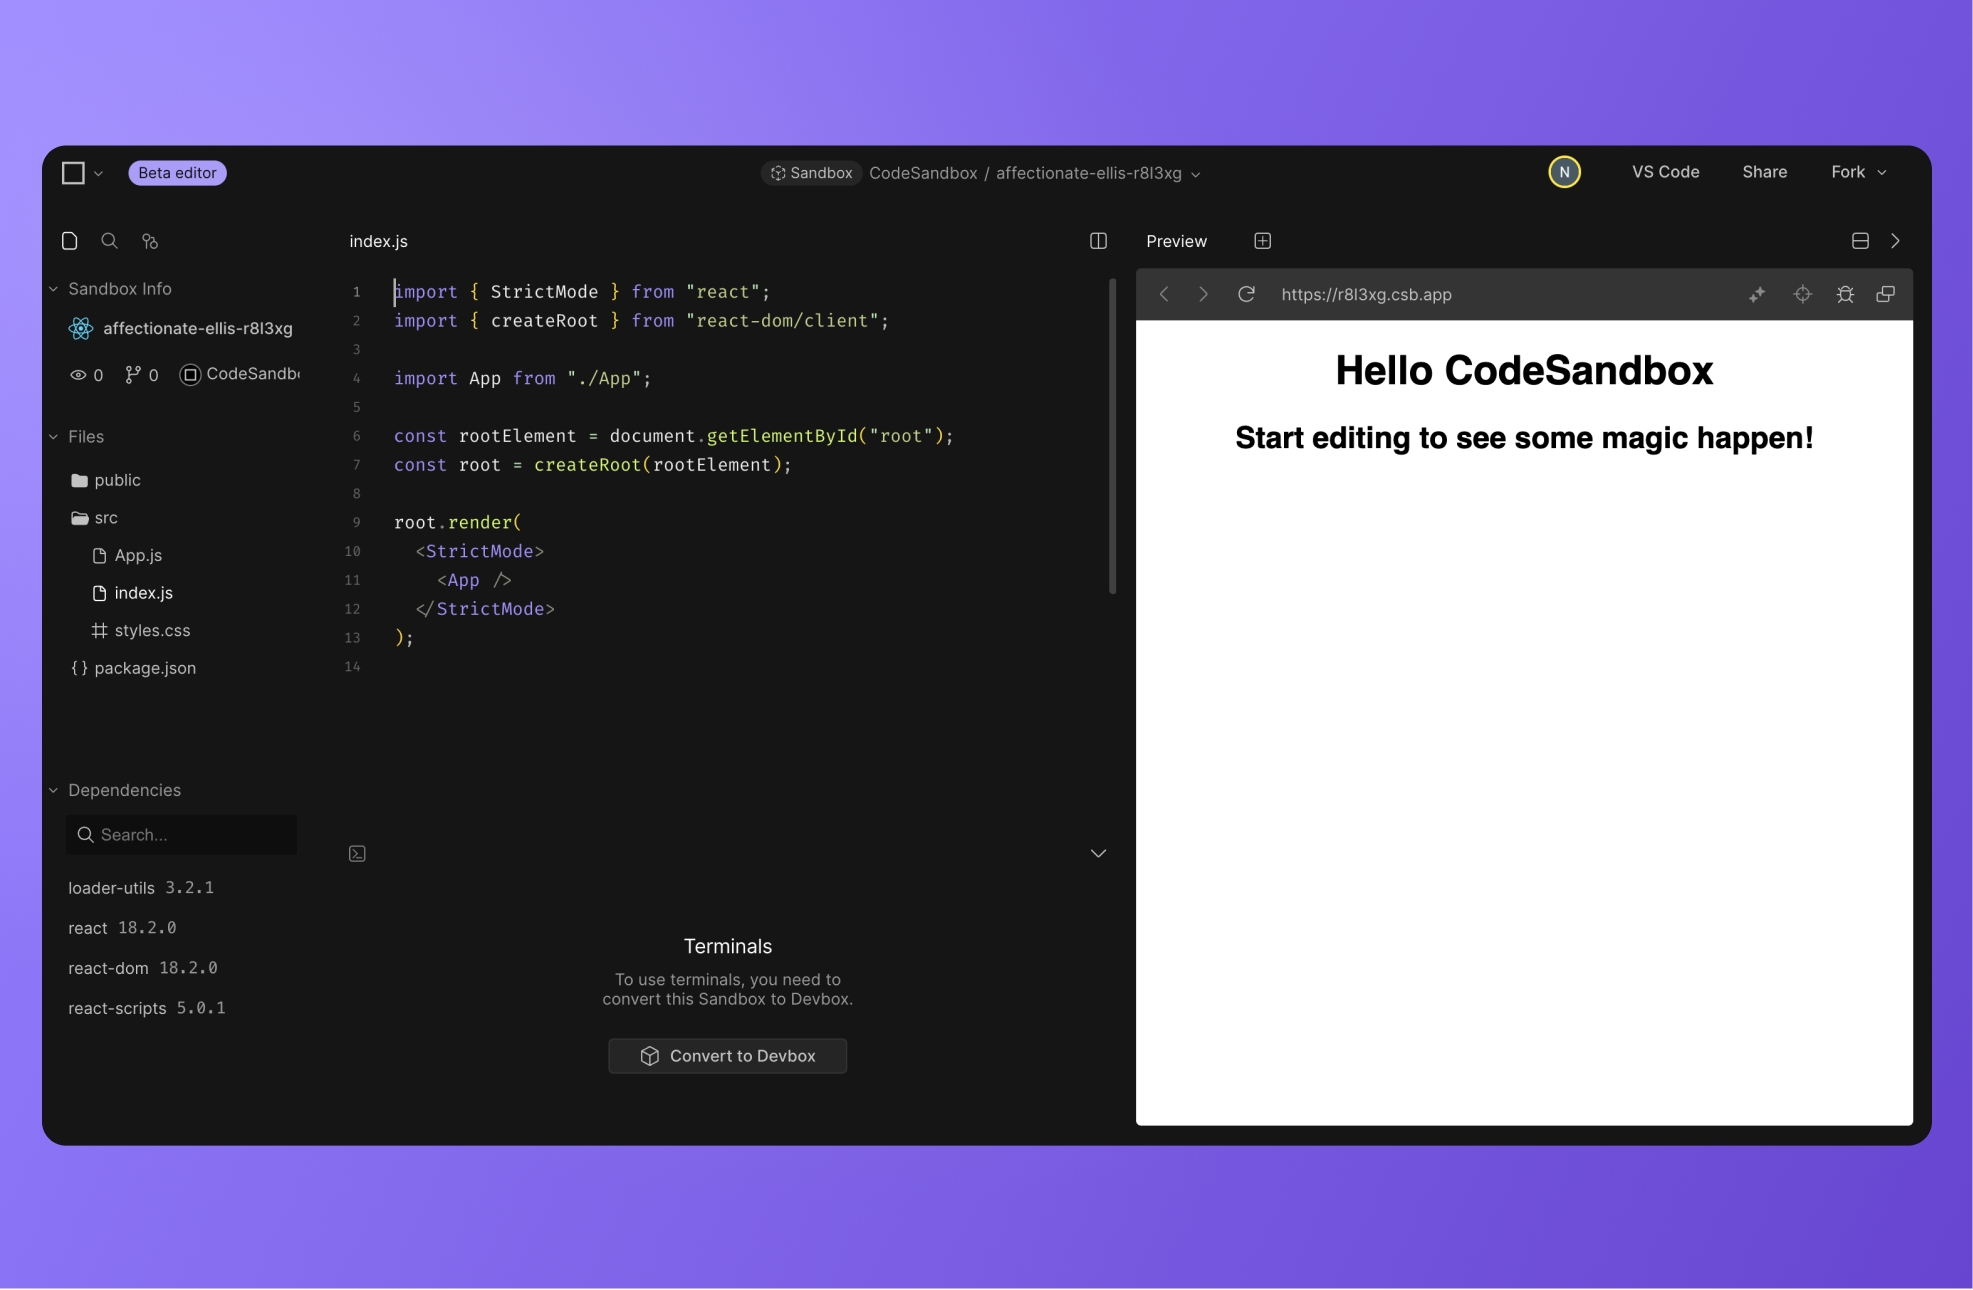 Beta editor
Sandbox CodeSandbox / affectionate-ellis-r8l3xg
N
VS Code
Share
Fork
Sandbox Info
affectionate-ellis-r8l3xg
0 0 CodeSandb
Files
public
src
App.js
index.js
styles.css
{} package.json
Dependencies
Search...
loader-utils 3.2.1
react 18.2.0
react-dom 18.2.0
react-scripts 5.0.1
index.js
1 import { StrictMode } from "react";
2 import { createRoot } from "react-dom/client";
3
4 import App from "./App";
5
6 const rootElement = document.getElementById("root");
7 const root = createRoot(rootElement);
8
9 root.render(
10 <StrictMode>
11 <App />
12 </StrictMode>
13 );
14
Terminals
To use terminals, you need to
convert this Sandbox to Devbox.
Convert to Devbox
Preview
https://r8l3xg.csb.app
Hello CodeSandbox
Start editing to see some magic happen!